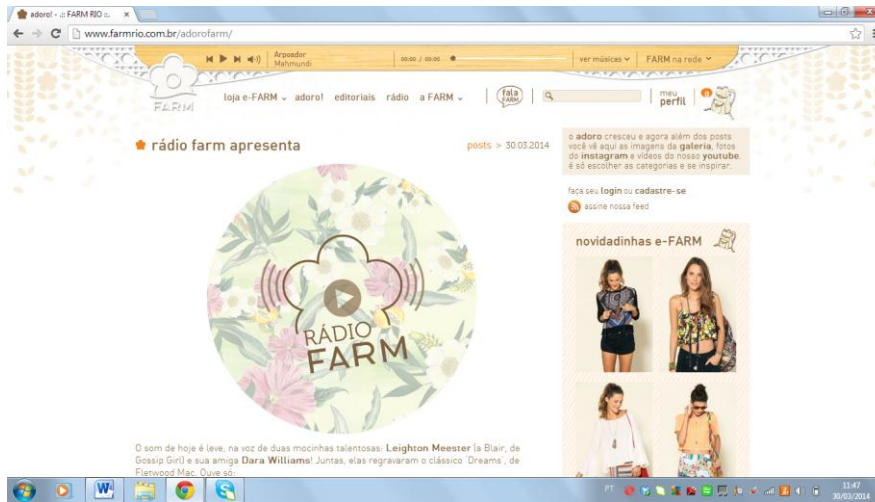 adoro! - .:: FARM RIO ::.
www.farmrio.com.br/adorofarm/
Arpoador
Mahmundi
00:00 / 00:00
ver músicas
FARM na rede
FARM
loja e-FARM
adoro!
editoriais
rádio
a FARM
fala
FARM
meu
perfil
0
rádio farm apresenta
posts > 30.03.2014
o adoro cresceu e agora além dos posts
você vê aqui as imagens da galeria, fotos
do instagram e vídeos do nosso youtube.
é só escolher as categorias e se inspirar.
faça seu login ou cadastre-se
assine nossa feed
novidadinhas e-FARM
RÁDIO
FARM
O som de hoje é leve, na voz de duas mocinhas talentosas: Leighton Meester (a Blair, de
Gossip Girl) e sua amiga Dara Williams! Juntas, elas regravaram o clássico 'Dreams', de
Fletwood Mac. Ouve só:
PT
11:47
30/03/2014